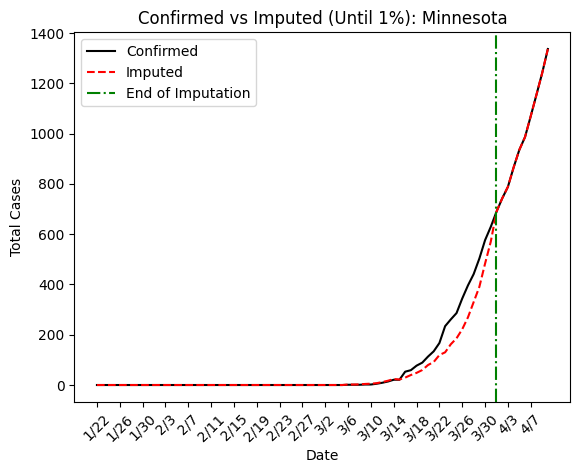 Confirmed vs Imputed (Until 1%): Minnesota
Confirmed
Imputed
End of Imputation
Total Cases
1400
1200
1000
800
600
400
200
0
1/22 1/26 1/30 2/3 2/7 2/11 2/15 2/19 2/23 2/27 3/2 3/6 3/10 3/14 3/18 3/22 3/26 3/30 4/3 4/7
Date